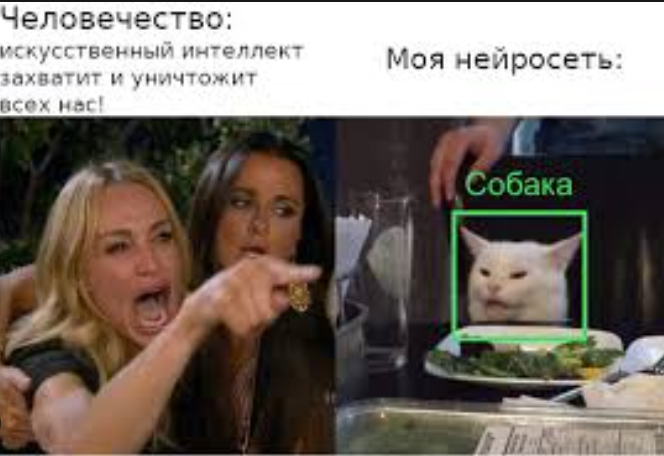 Человечество:
искусственный интеллект
захватит и уничтожит
всех нас!
Моя нейросеть:
Собака